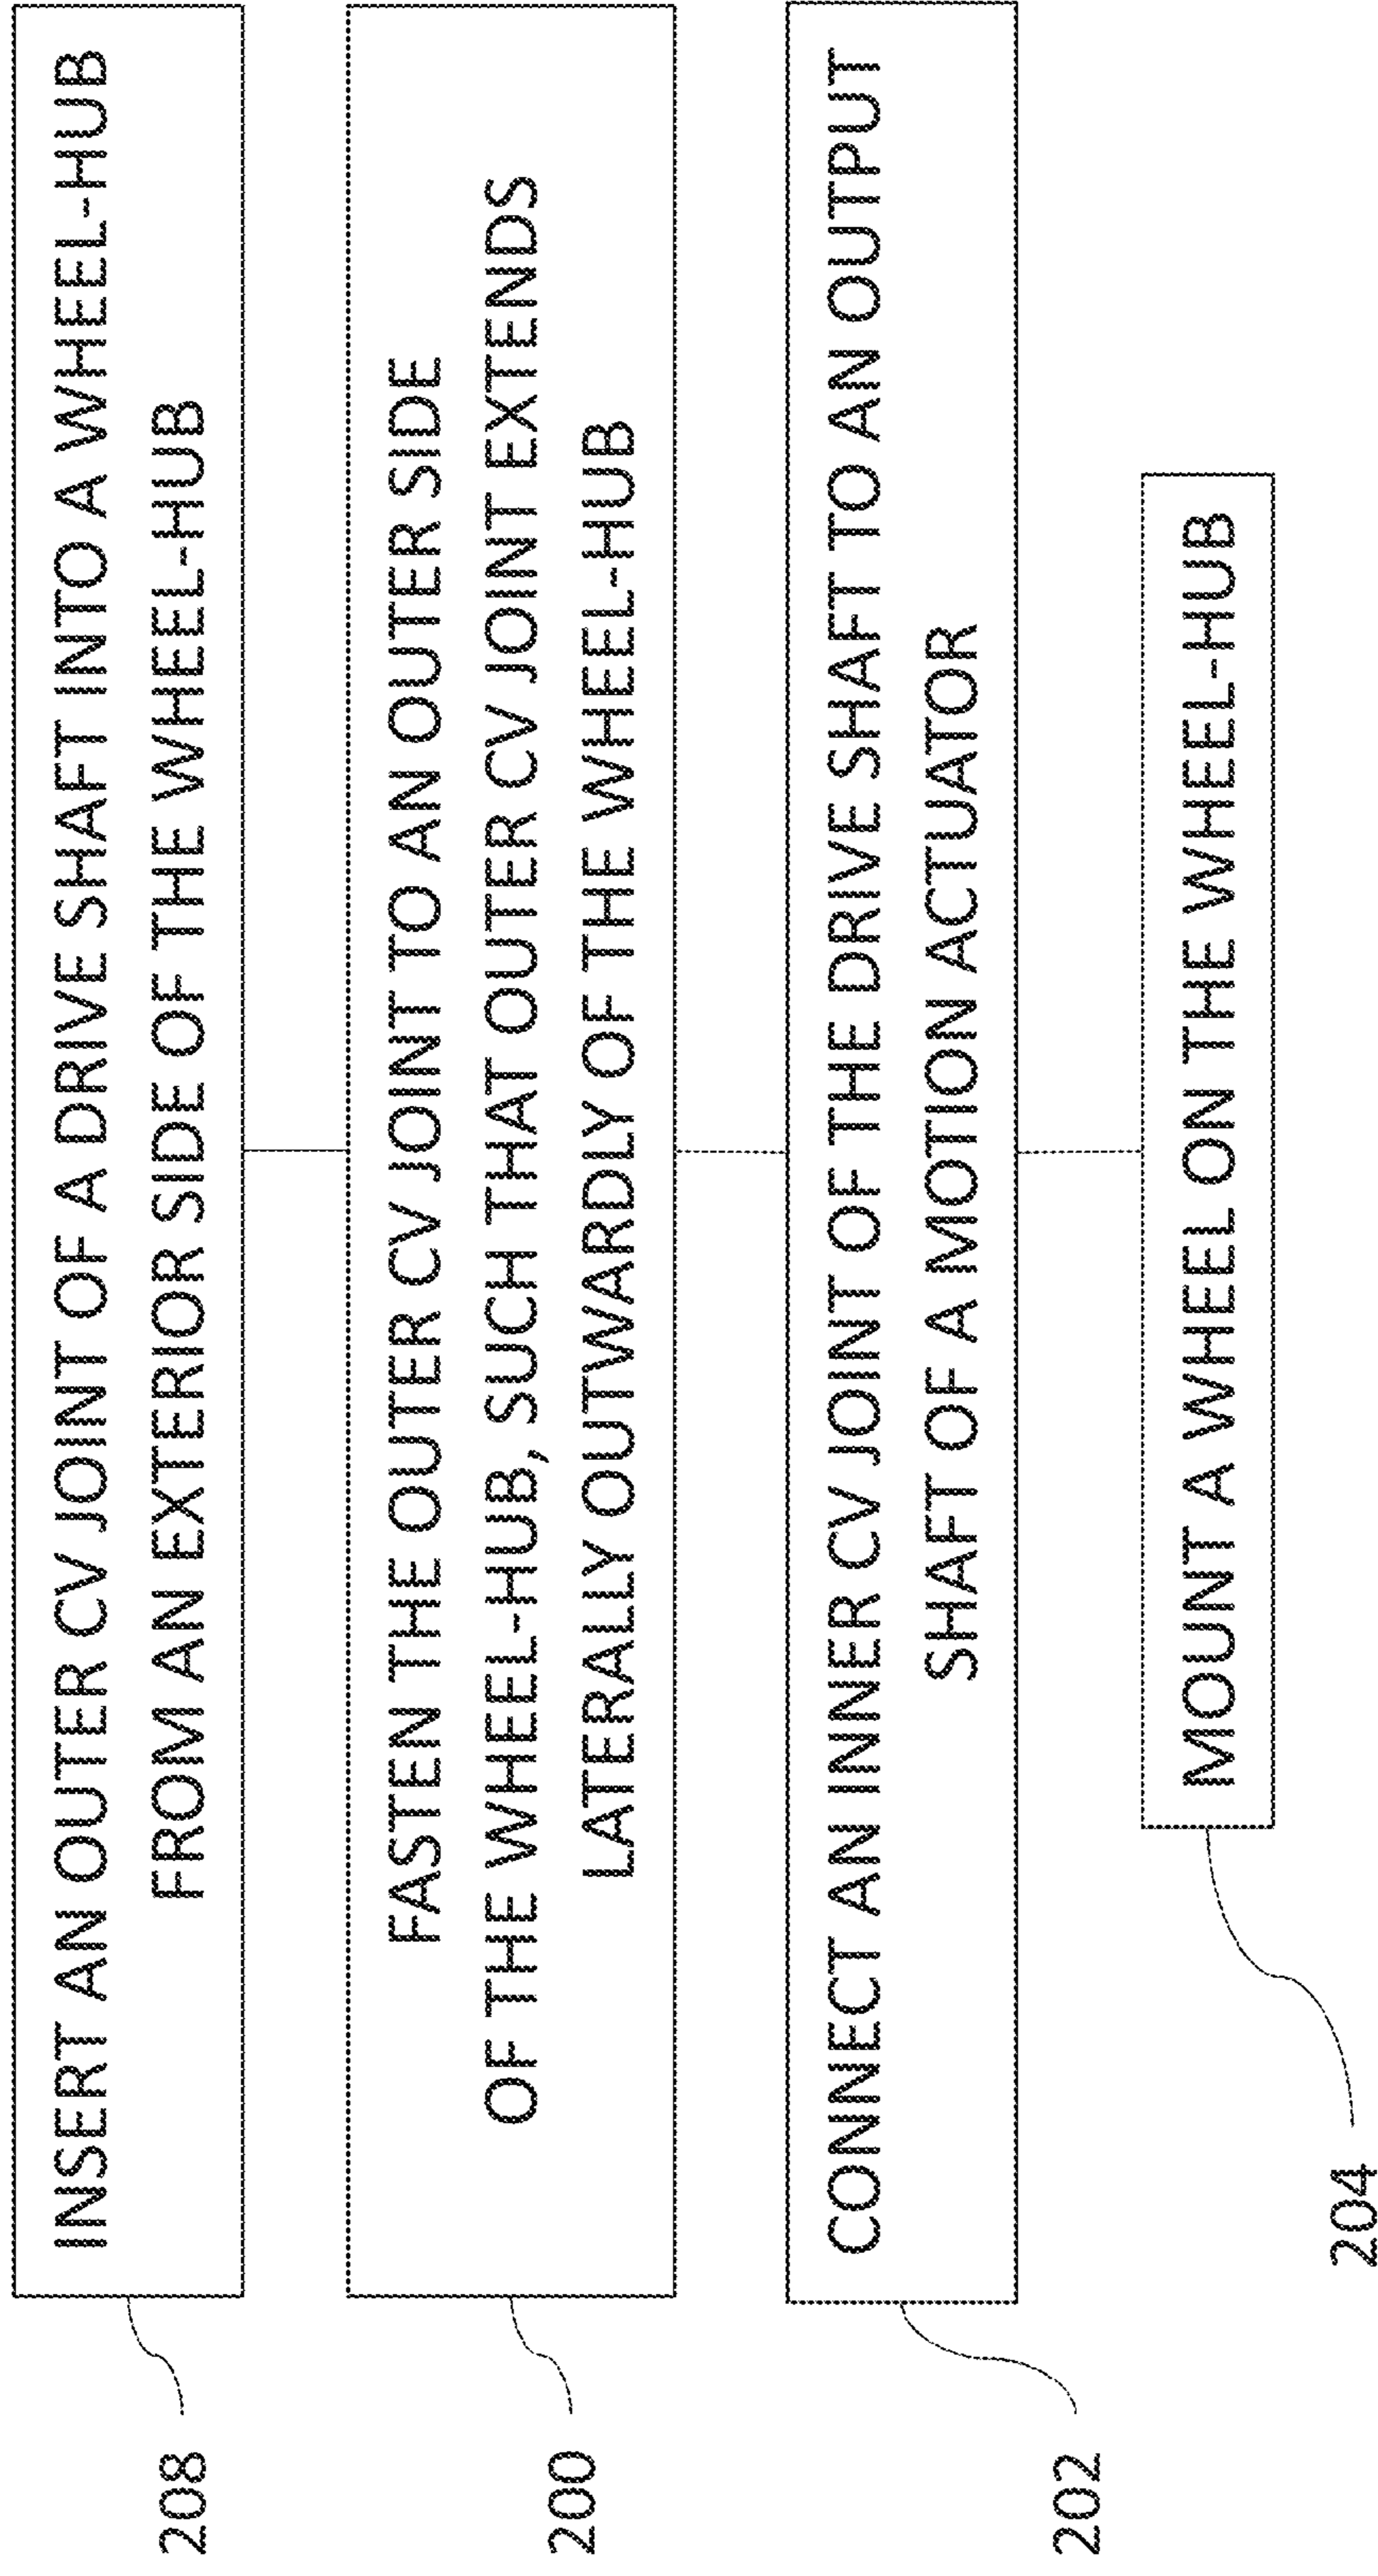 208
INSERT AN OUTER CV JOINT OF A DRIVE SHAFT INTO A WHEEL-HUB
FROM AN EXTERIOR SIDE OF THE WHEEL-HUB
200
FASTEN THE OUTER CV JOINT TO AN OUTER SIDE
OF THE WHEEL-HUB, SUCH THAT OUTER CV JOINT EXTENDS
LATERALLY OUTWARDLY OF THE WHEEL-HUB
202
CONNECT AN INNER CV JOINT OF THE DRIVE SHAFT TO AN OUTPUT
SHAFT OF A MOTION ACTUATOR
204
MOUNT A WHEEL ON THE WHEEL-HUB